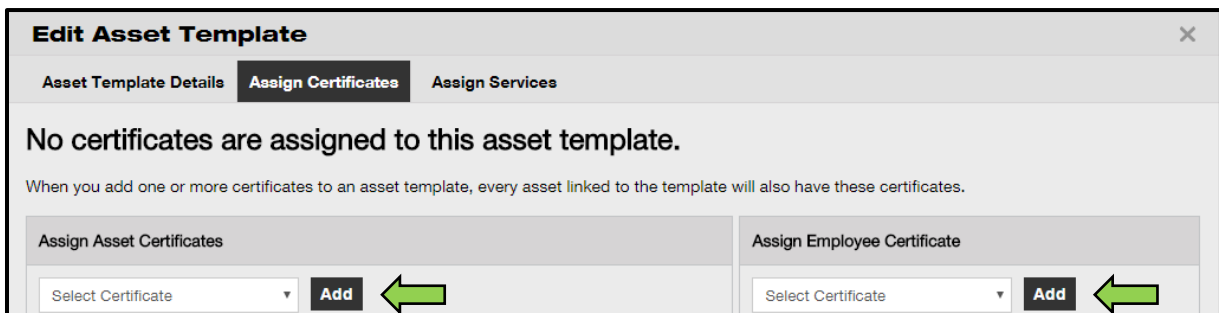 Edit Asset Template
Asset Template Details Assign Certificates Assign Services
No certificates are assigned to this asset template.
When you add one or more certificates to an asset template, every asset linked to the template will also have these certificates.
Assign Asset Certificates
Select Certificate Add
Assign Employee Certificate
Select Certificate Add